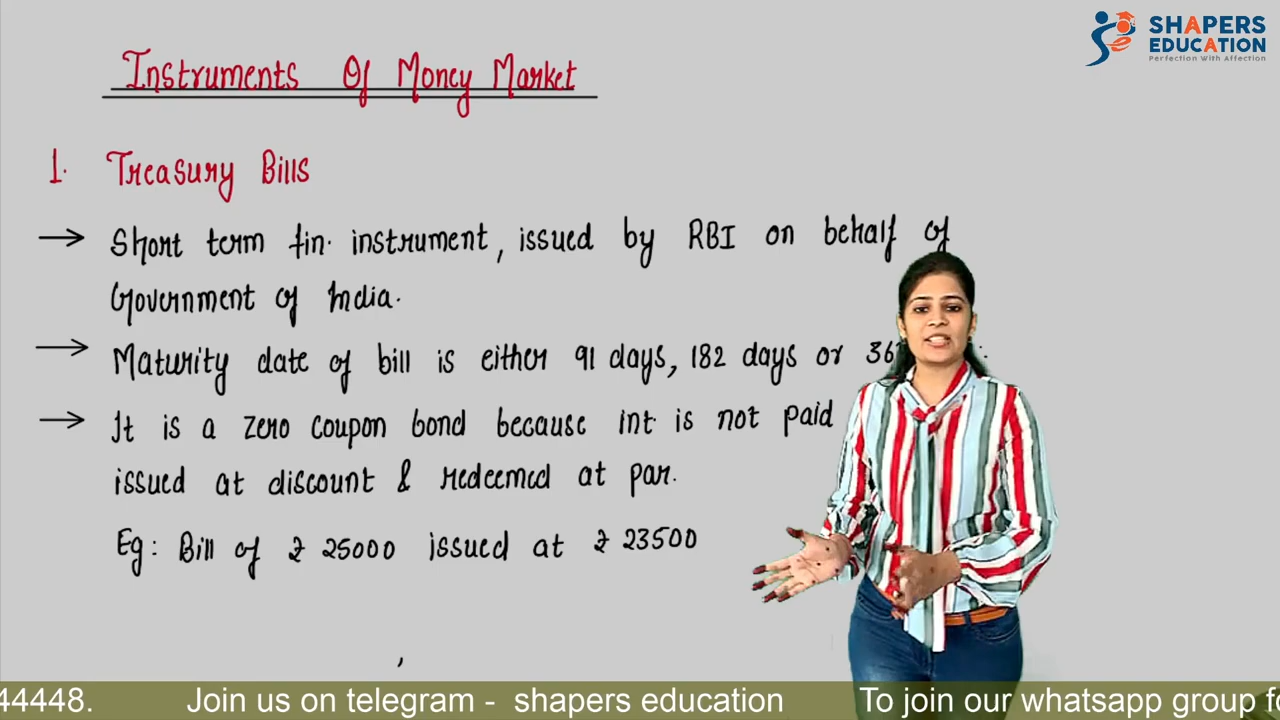 SHAPERS
EDUCATION
Perfection With Affection
Instruments Of Money Market
1. Treasury Bills
→ Short term fin. instrument, issued by RBI on behalf of
Government of India.
→ Maturity date of bill is either 91 days, 182 days or
→ It is a zero coupon bond because int is not paid
issued at discount & redeemed at par.
Eg: Bill of ₹ 25000 issued at ₹ 23500
44448. Join us on telegram - shapers education To join our whatsapp group